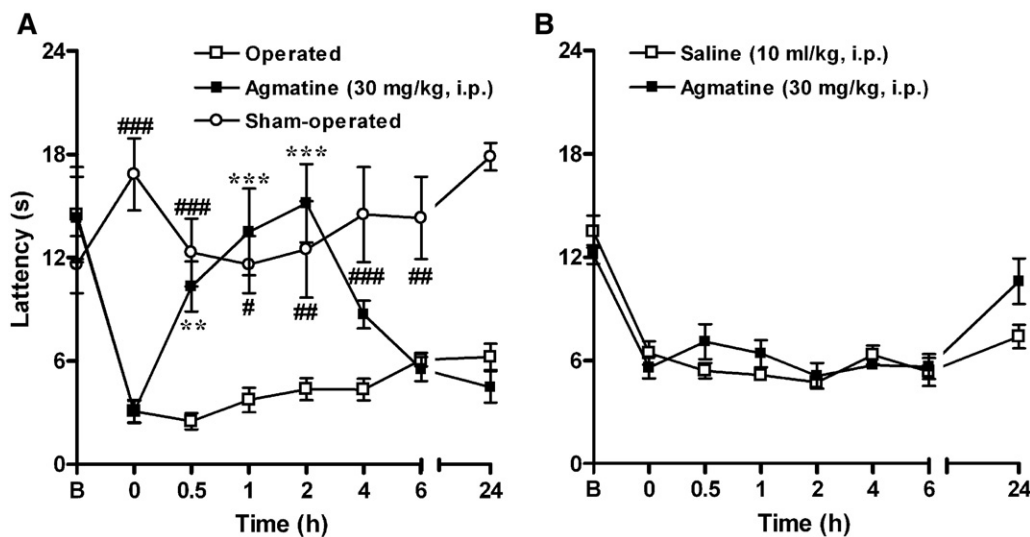 A
Operated
Agmatine (30 mg/kg, i.p.)
Sham-operated
24
18
12
6
0
Lattency (s)
###
###
***
***
**
#
##
###
##
B 0 0.5 1 2 4 6 24
Time (h)
B
Saline (10 ml/kg, i.p.)
Agmatine (30 mg/kg, i.p.)
24
18
12
6
0
B 0 0.5 1 2 4 6 24
Time (h)